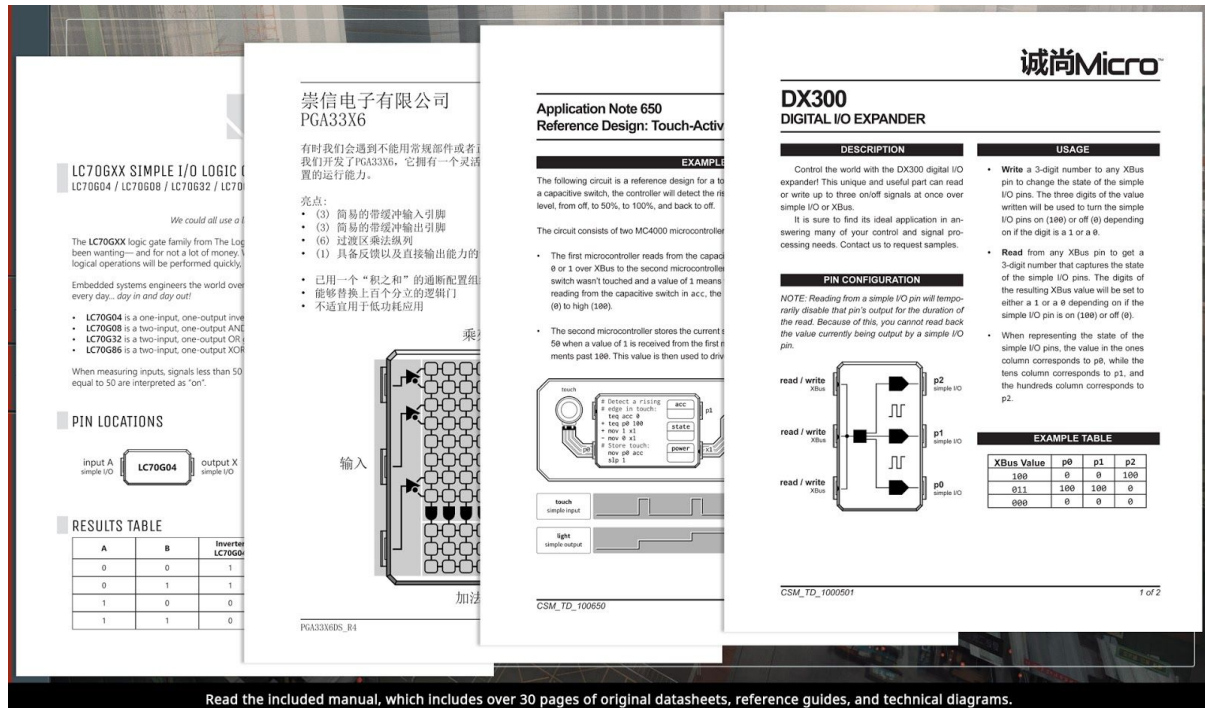 LC70GXX SIMPLE I/O LOGIC
LC70G04 / LC70G08 / LC70G32 /
We could all use a
The LC70GXX logic gate family from The
been wanting— and for not a lot of money.
logical operations will be performed quickly,
Embedded systems engineers the world over
every day... day in and day out!
• LC70G04 is a one-input, one-output
• LC70G08 is a two-input, one-output AND
• LC70G32 is a two-input, one-output OR
• LC70G86 is a two-input, one-output XOR
When measuring inputs, signals less than 50
equal to 50 are interpreted as "on".
PIN LOCATIONS
input A
simple I/O
LC70G04
output X
simple I/O
RESULTS TABLE
A B Inverter
LC70G04
0 0 1
0 1 1
1 0 0
1 1 0
崇信电子有限公司
PGA33X6
有时我们会遇到不能用常规部件或者
我们开发了PGA33X6，它拥有一个灵活
置的运行能力。
亮点:
• (3) 简易的带缓冲输入引脚
• (3) 简易的带缓冲输出引脚
• (6) 过渡区乘法纵列
• (1) 具备反馈以及直接输出能力的
• 已用一个“积之和”的通断配置组
• 能够替换上百个分立的逻辑门
• 不适宜用于低功耗应用
输入
加法
PGA33X6DS_R4
Application Note 650
Reference Design:
EXAMPLE
The following circuit is a reference design for a
a capacitive switch, the controller will detect the
level, from off, to 50%, to 100%, and back to off.
The circuit consists of two MC4000
• The first microcontroller reads from the
0 or 1 over XBus to the second
switch wasn't touched and a value of 1 means
reading from the capacitive switch in acc, the
(0) to high (100).
• The second microcontroller stores the current
50 when a value of 1 is received from the first
past 100. This value is then used to
touch
# Detect a rising
# edge in touch:
teq acc 0
+ teq p0 100
+ mov 1 x1
- mov 0 x1
# Store touch:
mov p0 acc
slp 1
acc
state
power
p0
p1
x1
touch
simple input
light
simple output
CSM_TD_100650
诚尚Micro
DX300
DIGITAL I/O EXPANDER
DESCRIPTION
Control the world with the DX300 digital I/O
expander! This unique and useful part can read
or write up to three on/off signals at once over
simple I/O or XBus.
It is sure to find its ideal application in an-
swering many of your control and signal pro-
cessing needs. Contact us to request samples.
PIN CONFIGURATION
NOTE: Reading from a simple I/O pin will tempo-
rarily disable that pin's output for the duration of
the read. Because of this, you cannot read back
the value currently being output by a simple I/O
pin.
read / write
XBus
p2
simple I/O
read / write
XBus
p1
simple I/O
read / write
XBus
p0
simple I/O
USAGE
• Write a 3-digit number to any XBus
pin to change the state of the simple
I/O pins. The three digits of the value
written will be used to turn the simple
I/O pins on (100) or off (0) depending
on if the digit is a 1 or a 0.
• Read from any XBus pin to get a
3-digit number that captures the state
of the simple I/O pins. The digits of
the resulting XBus value will be set to
either a 1 or a 0 depending on if the
simple I/O pin is on (100) or off (0).
• When representing the state of the
simple I/O pins, the value in the ones
column corresponds to p0, while the
tens column corresponds to p1, and
the hundreds column corresponds to
p2.
EXAMPLE TABLE
XBus Value p0 p1 p2
100 0 0 100
011 100 100 0
000 0 0 0
CSM_TD_1000501
1 of 2
Read the included manual, which includes over 30 pages of original datasheets, reference guides, and technical diagrams.